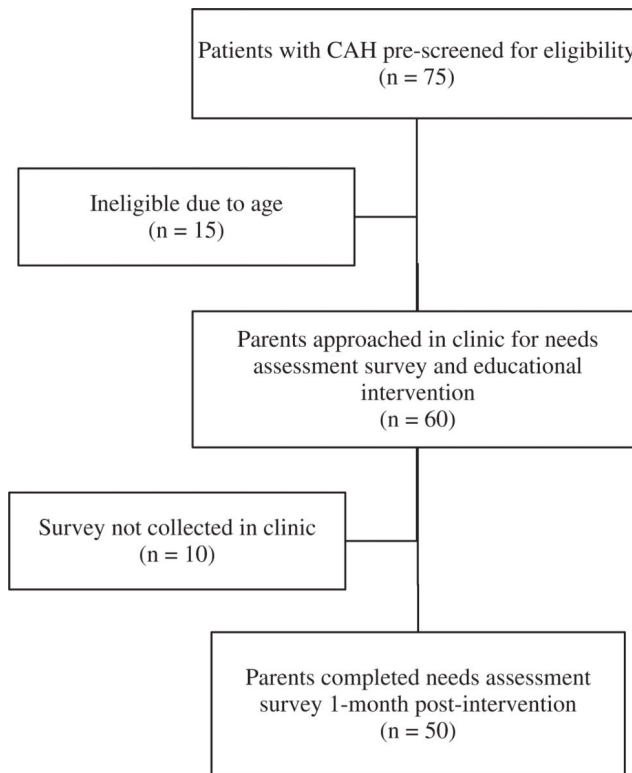 Patients with CAH pre-screened for eligibility
(n = 75)
Ineligible due to age
(n = 15)
Parents approached in clinic for needs
assessment survey and educational
intervention
(n = 60)
Survey not collected in clinic
(n = 10)
Parents completed needs assessment
survey 1-month post-intervention
(n = 50)